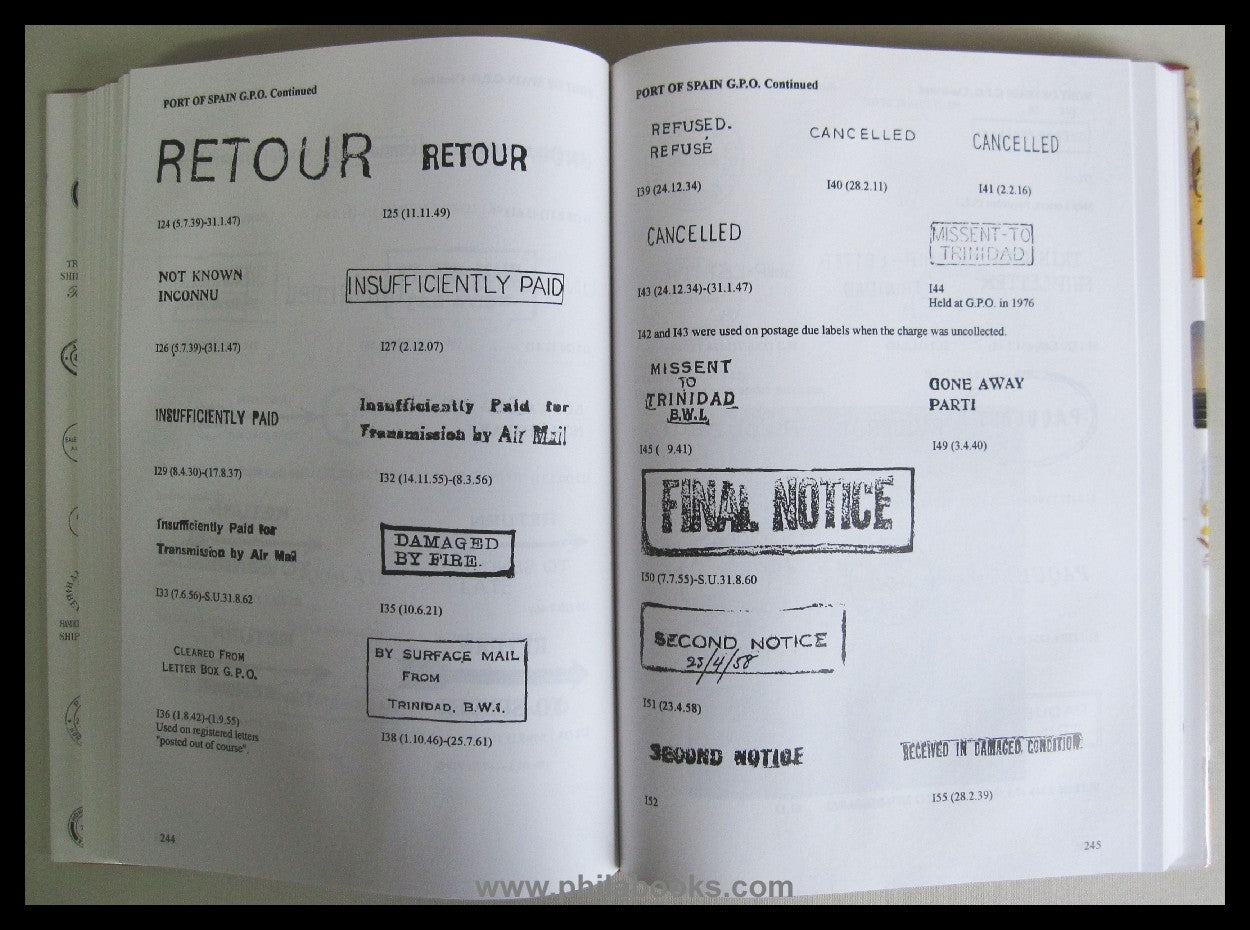 PORT OF SPAIN G.P.O. Continued
RETOUR RETOUR
I24 (5.7.39)-31.1.47) I25 (11.11.49)
NOT KNOWN
INCONNU
INSUFFICIENTLY PAID
I26 (5.7.39)-(31.1.47) I27 (2.12.07)
INSUFFICIENTLY PAID
Insufficiently Paid for
Transmission by Air Mail
I29 (8.4.30)-(17.8.37) I32 (14.11.55)-(8.3.56)
Insufficiently Paid for
Transmission by Air Mail
DAMAGED
BY FIRE.
I33 (7.6.56)-S.U.31.8.62 I35 (10.6.21)
CLEARED FROM
LETTER BOX G.P.O.
BY SURFACE MAIL
FROM
TRINIDAD, B.W.I.
I36 (1.8.42)-(1.9.55)
Used on registered letters
"posted out of course".
I38 (1.10.46)-(25.7.61)
244
PORT OF SPAIN G.P.O. Continued
REFUSED.
REFUSÉ
CANCELLED CANCELLED
I39 (24.12.34) I40 (28.2.11) I41 (2.2.16)
CANCELLED
MISSENT-TO
TRINIDAD
I43 (24.12.34)-(31.1.47)
I44
Held at G.P.O. in 1976
I42 and I43 were used on postage due labels when the charge was uncollected.
MISSENT
TO
TRINIDAD
B.W.I.
GONE AWAY
PARTI
I45 ( 9.41) I49 (3.4.40)
FINAL NOTICE
I50 (7.7.55)-S.U.31.8.60
SECOND NOTICE
23/4/58
I51 (23.4.58)
SECOND NOTICE
RECEIVED IN DAMAGED CONDITION.
I52 I55 (28.2.39)
245
www.philabooks.com